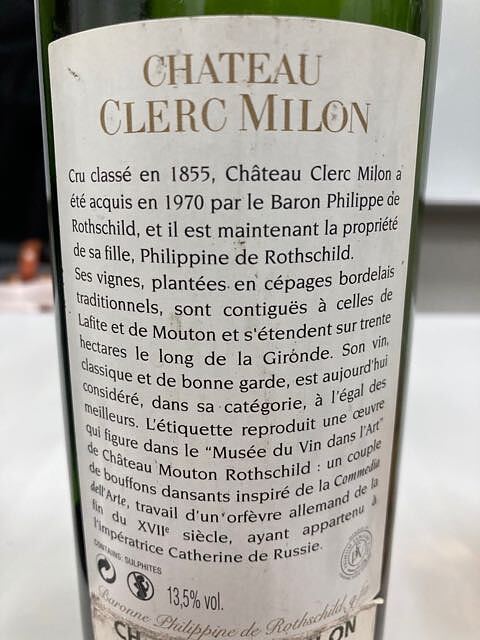 CHATEAU
CLERC MILON
Cru classé en 1855, Château Clerc Milon a
été acquis en 1970 par le Baron Philippe de
Rothschild, et il est maintenant la propriété
de sa fille, Philippine de Rothschild.
Ses vignes, plantées en cépages bordelais
traditionnels, sont contiguës à celles de
Lafite et de Mouton et s'étendent sur trente
hectares le long de la Gironde. Son vin,
classique et de bonne garde, est aujourd'hui
considéré, dans sa catégorie, à l'égal des
meilleurs. L'étiquette reproduit une œuvre
qui figure dans le "Musée du Vin dans l'Art"
de Château Mouton Rothschild : un couple
de bouffons dansants inspiré de la Commedia
dell'Arte, travail d'un orfèvre allemand de la
fin du XVIIe siècle, ayant appartenu à
l'impératrice Catherine de Russie.
CONTAINS: SULPHITES
13,5% vol.
Baronne Philippine de Rothschild